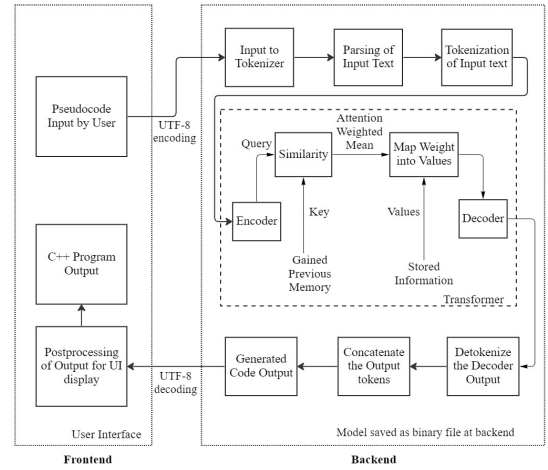 Pseudocode
Input by User
UTF-8
encoding
Input to
Tokenizer
Parsing of
Input Text
Tokenization
of Input text
Query
Similarity
Attention
Weighted
Mean
Map Weight
into Values
Encoder
Key
Values
Decoder
Gained
Previous
Memory
Stored
Information
Transformer
C++ Program
Output
Postprocessing
of Output for UI
display
UTF-8
decoding
Generated
Code Output
Concatenate
the Output
tokens
Detokenize
the Decoder
Output
User Interface
Model saved as binary file at backend
Frontend
Backend